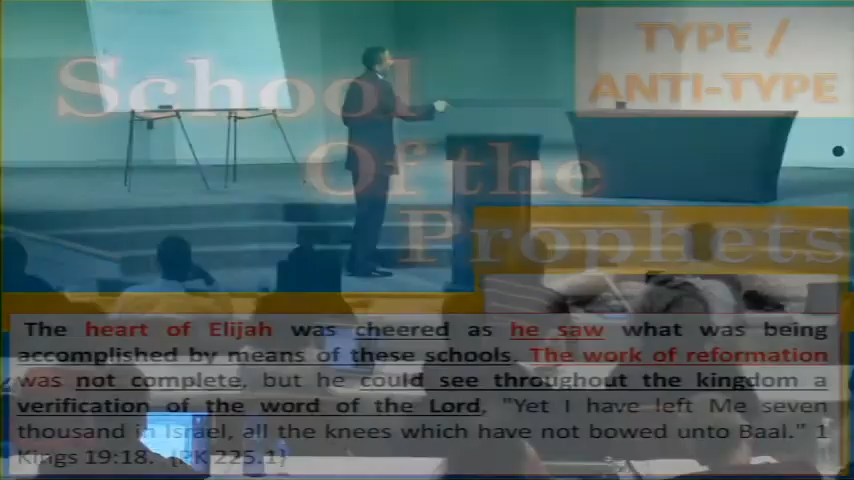 School
Of the
Prophets
TYPE /
ANTI-TYPE
The heart of Elijah was cheered as he saw what was being
accomplished by means of these schools. The work of reformation
was not complete, but he could see throughout the kingdom a
verification of the word of the Lord, "Yet I have left Me seven
thousand in Israel, all the knees which have not bowed unto Baal." 1
Kings 19:18. {PK 225.1}